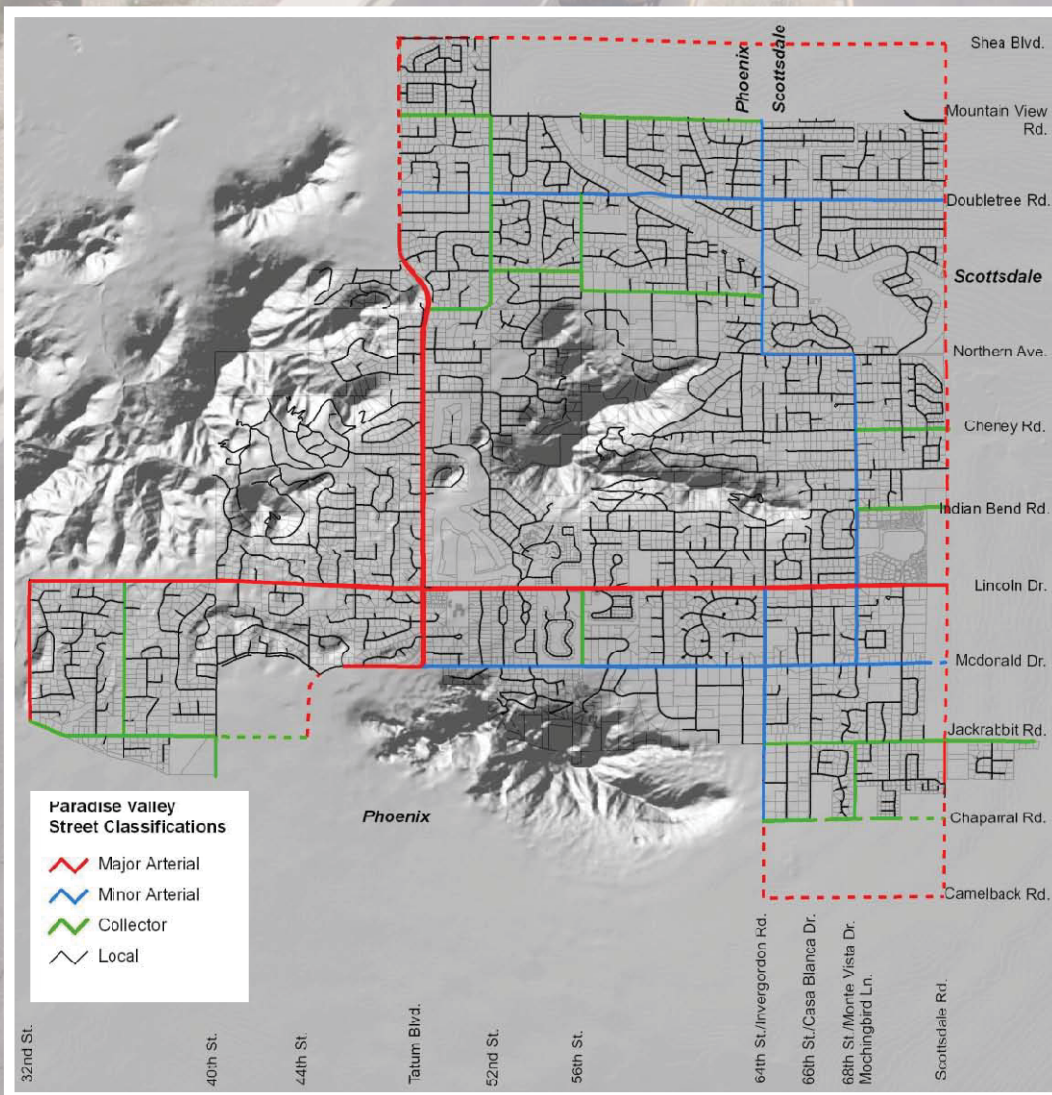 Shea Blvd.
Phoenix
Scottsdale
Mountain View
Rd.
Doubletree Rd.
Scottsdale
Northern Ave.
Cheney Rd.
Indian Bend Rd.
Lincoln Dr.
Mcdonald Dr.
Jackrabbit Rd.
Chaparral Rd.
Camelback Rd.
Phoenix
Paradise Valley
Street Classifications
Major Arterial
Minor Arterial
Collector
Local
32nd St.
40th St.
44th St.
Tatum Blvd.
52nd St.
56th St.
64th St./Invergordon Rd.
66th St./Casa Blanca Dr.
68th St./Monte Vista Dr.
Mochingbird Ln.
Scottsdale Rd.